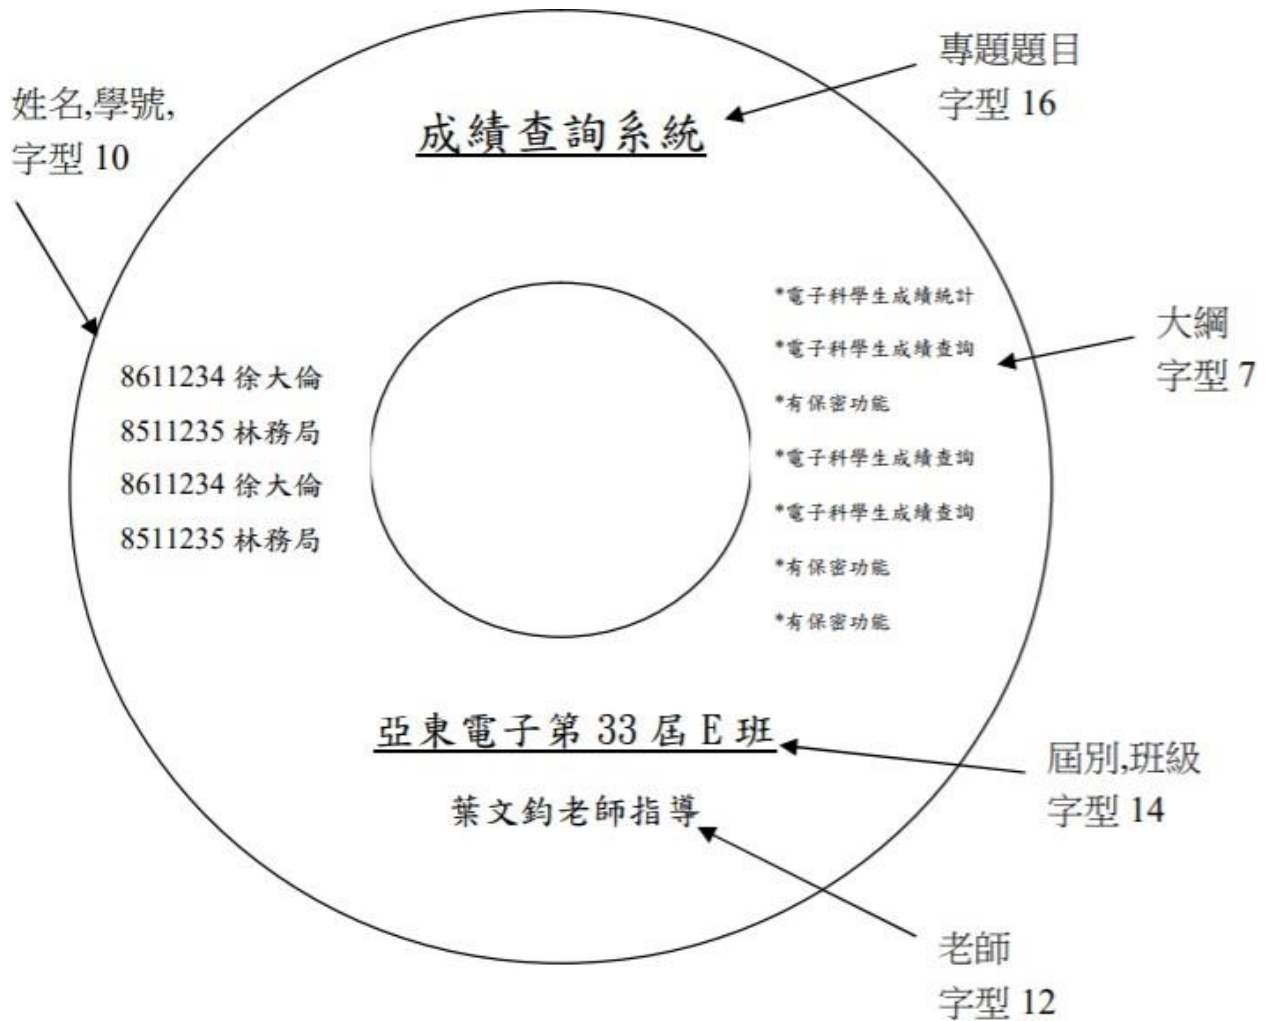 專題題目
字型 16
姓名,學號,
字型 10
成績查詢系統
*電子科學生成績統計
*電子科學生成績查詢
*有保密功能
*電子科學生成績查詢
*電子科學生成績查詢
*有保密功能
*有保密功能
大綱
字型 7
8611234 徐大倫
8511235 林務局
8611234 徐大倫
8511235 林務局
亞東電子第 33 屆 E 班
屆別,班級
字型 14
葉文鈞老師指導
老師
字型 12